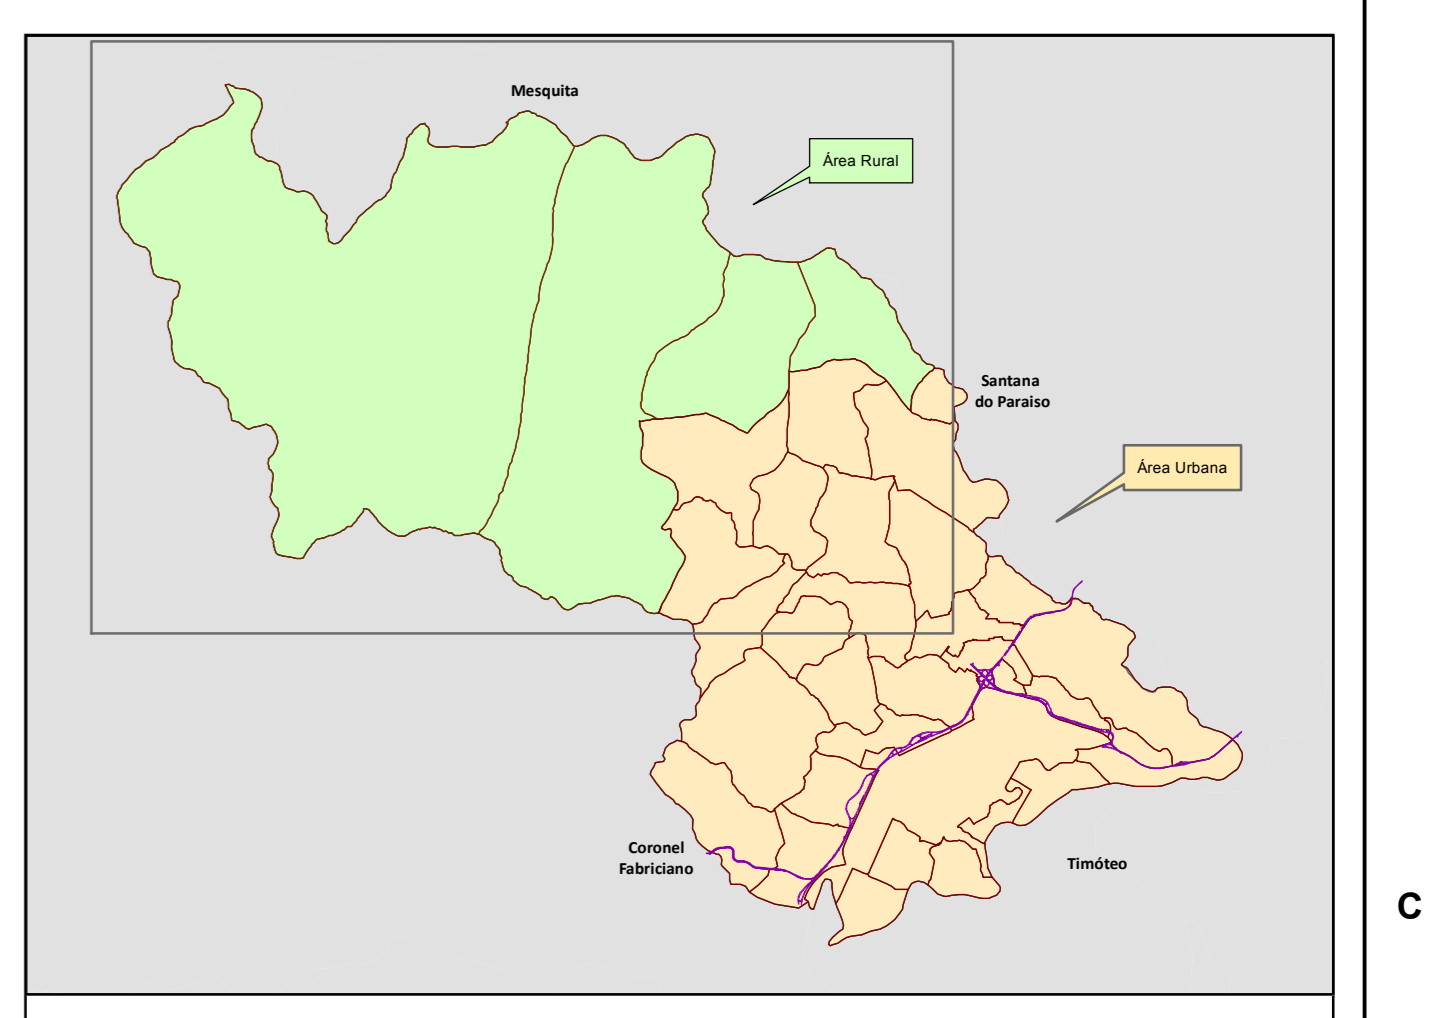 Mesquita
Área Rural
Santana
do Paraiso
Área Urbana
Coronel
Fabriciano
Timóteo
C